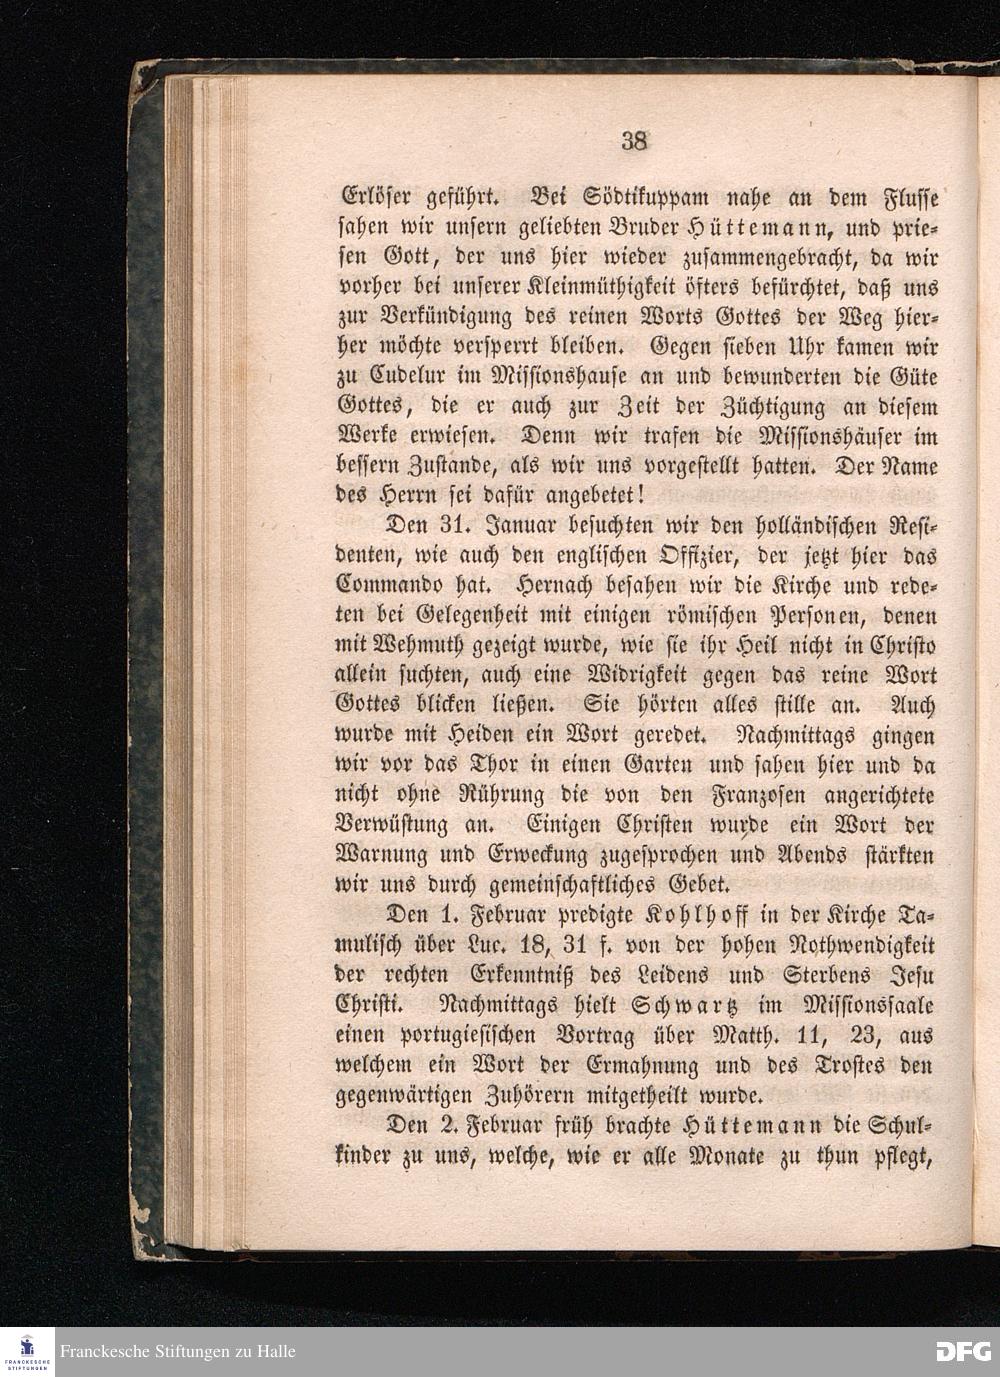 38
Erlöser geführt. Bei Södtikuppam nahe an dem Flusse
sahen wir unsern geliebten Bruder Hüttemann, und prie-
sen Gott, der uns hier wieder zusammengebracht, da wir
vorher bei unserer Kleinmüthigkeit öfters befürchtet, daß uns
zur Verkündigung des reinen Worts Gottes der Weg hier-
her möchte versperrt bleiben. Gegen sieben Uhr kamen wir
zu Cudelur im Missionshause an und bewunderten die Güte
Gottes, die er auch zur Zeit der Züchtigung an diesem
Werke erwiesen. Denn wir trafen die Missionshäuser im
bessern Zustande, als wir uns vorgestellt hatten. Der Name
des Herrn sei dafür angebetet!
Den 31. Januar besuchten wir den holländischen Resi-
denten, wie auch den englischen Offizier, der jetzt hier das
Commando hat. Hernach besahen wir die Kirche und rede-
ten bei Gelegenheit mit einigen römischen Personen, denen
mit Wehmuth gezeigt wurde, wie sie ihr Heil nicht in Christo
allein suchten, auch eine Widrigkeit gegen das reine Wort
Gottes blicken ließen. Sie hörten alles stille an. Auch
wurde mit Heiden ein Wort geredet. Nachmittags gingen
wir vor das Thor in einen Garten und sahen hier und da
nicht ohne Rührung die von den Franzosen angerichtete
Verwüstung an. Einigen Christen wurde ein Wort der
Warnung und Erweckung zugesprochen und Abends stärkten
wir uns durch gemeinschaftliches Gebet.
Den 1. Februar predigte Kohlhoff in der Kirche Ta-
mulisch über Luc. 18, 31 f. von der hohen Nothwendigkeit
der rechten Erkenntniß des Leidens und Sterbens Jesu
Christi. Nachmittags hielt Schwartz im Missionssaale
einen portugiesischen Vortrag über Matth. 11, 23, aus
welchem ein Wort der Ermahnung und des Trostes den
gegenwärtigen Zuhörern mitgetheilt wurde.
Den 2. Februar früh brachte Hüttemann die Schul-
kinder zu uns, welche, wie er alle Monate zu thun pflegt,
FRANCKESCHE
STIFTUNGEN
Franckesche Stiftungen zu Halle
DFG